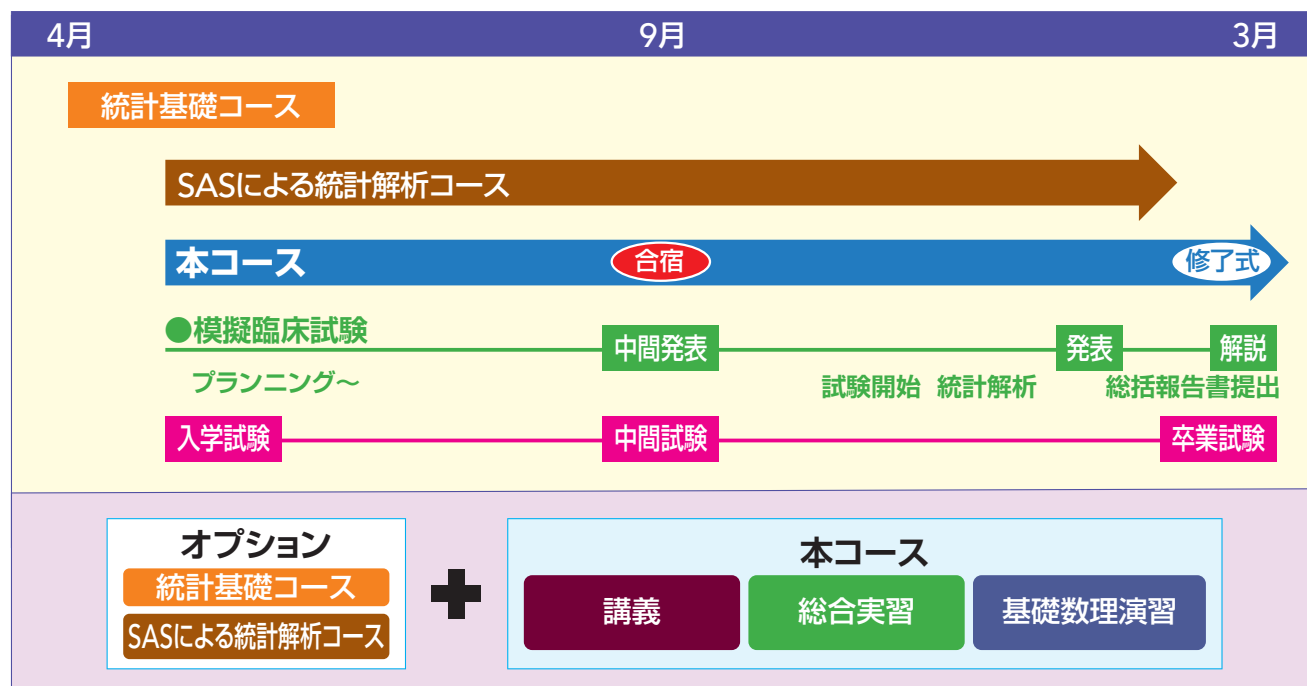 4月 9月 3月
統計基礎コース
SASによる統計解析コース
本コース 合宿 修了式
●模擬臨床試験 中間発表 発表 解説
プランニング〜 試験開始 統計解析 総括報告書提出
入学試験 中間試験 卒業試験
オプション
統計基礎コース
SASによる統計解析コース
本コース
講義 総合実習 基礎数理演習